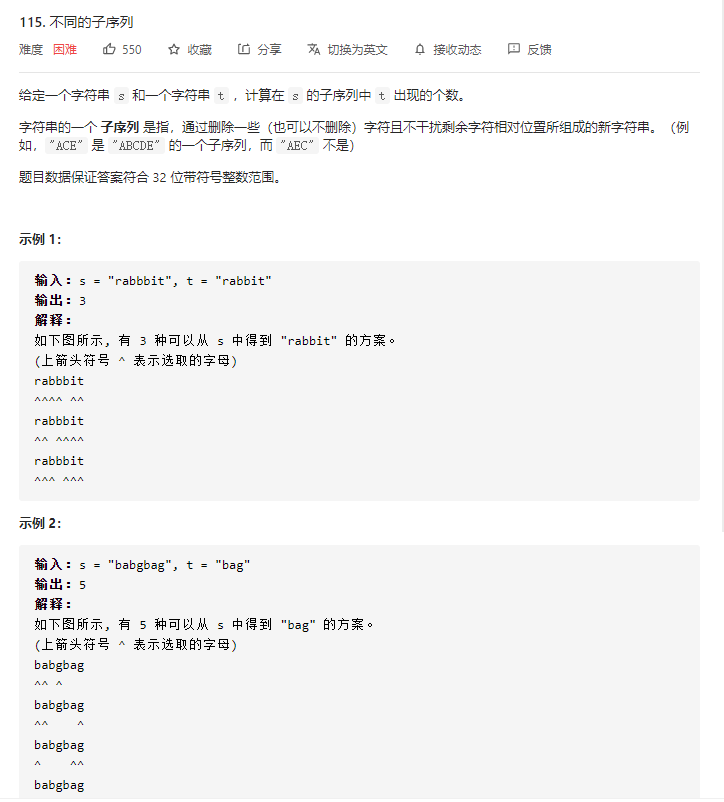 115. 不同的子序列
难度 困难 550 收藏 分享 切换为英文 接收动态 反馈
给定一个字符串 s 和一个字符串 t ，计算在 s 的子序列中 t 出现的个数。
字符串的一个 子序列 是指，通过删除一些（也可以不删除）字符且不干扰剩余字符相对位置所组成的新字符串。（例
如，"ACE" 是 "ABCDE" 的一个子序列，而 "AEC" 不是）
题目数据保证答案符合 32 位带符号整数范围。
示例 1：
输入：s = "rabbbit", t = "rabbit"
输出：3
解释：
如下图所示, 有 3 种可以从 s 中得到 "rabbit" 的方案。
(上箭头符号 ^ 表示选取的字母)
rabbbit
^^^^ ^^
rabbbit
^^ ^^^^
rabbbit
^^^ ^^^
示例 2：
输入：s = "babgbag", t = "bag"
输出：5
解释：
如下图所示, 有 5 种可以从 s 中得到 "bag" 的方案。
(上箭头符号 ^ 表示选取的字母)
babgbag
^^ ^
babgbag
^^    ^
babgbag
^    ^^
babgbag